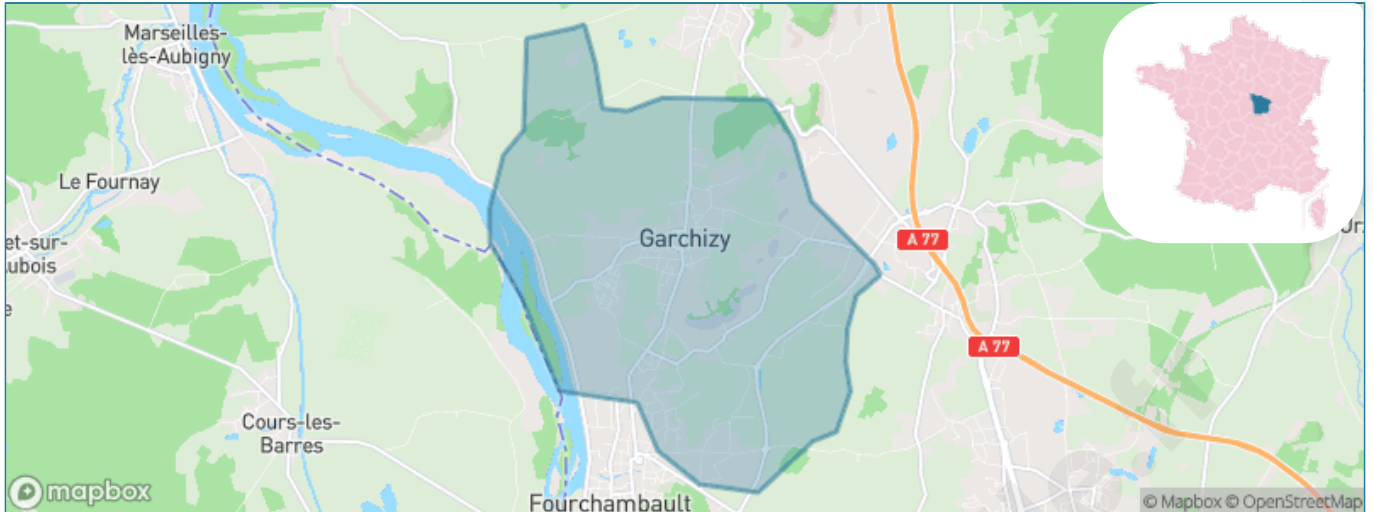 Marseilles-
lès-Aubigny
Le Fournay
et-sur-
ubois
Garchizy
A 77
A 77
Cours-les-
Barres
Fourchambault
mapbox
© Mapbox © OpenStreetMap